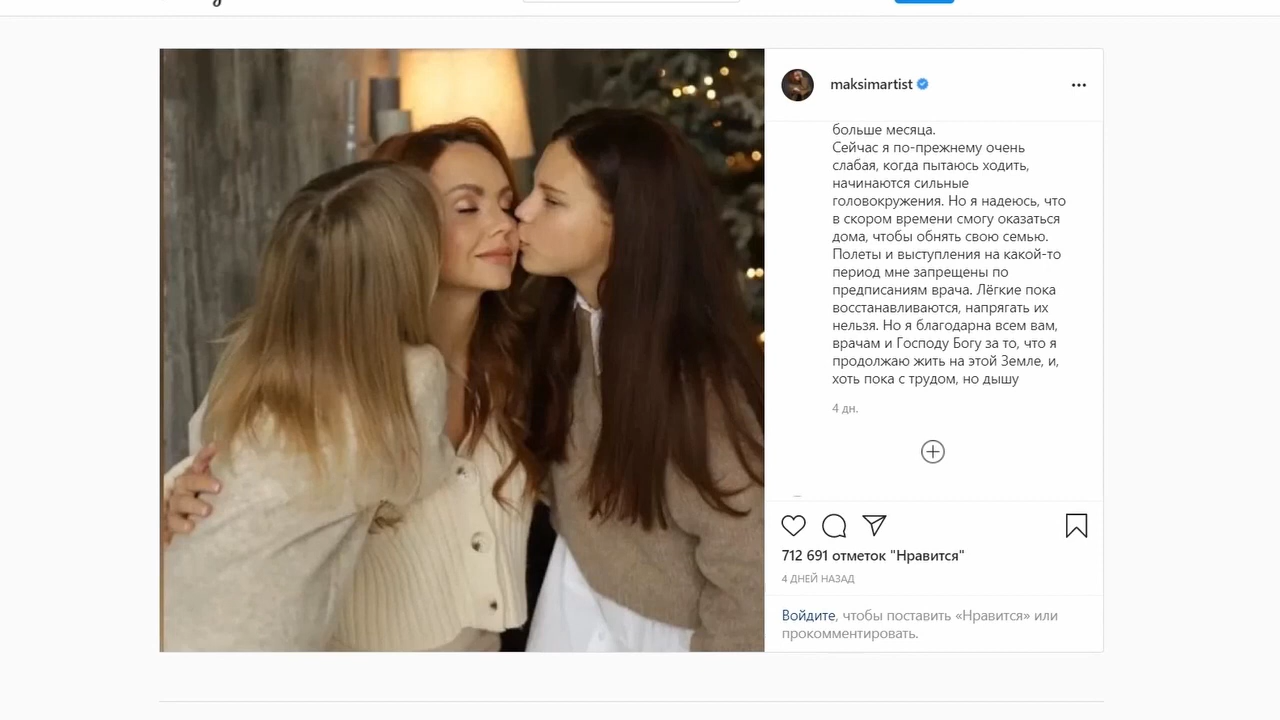 maksimartist
больше месяца.
Сейчас я по-прежнему очень
слабая, когда пытаюсь ходить,
начинаются сильные
головокружения. Но я надеюсь, что
в скором времени смогу оказаться
дома, чтобы обнять свою семью.
Полеты и выступления на какой-то
период мне запрещены по
предписаниям врача. Лёгкие пока
восстанавливаются, напрягать их
нельзя. Но я благодарна всем вам,
врачам и Господу Богу за то, что я
продолжаю жить на этой Земле, и,
хоть пока с трудом, но дышу
4 дн.
712 691 отметок "Нравится"
4 ДНЕЙ НАЗАД
Войдите, чтобы поставить «Нравится» или
прокомментировать.